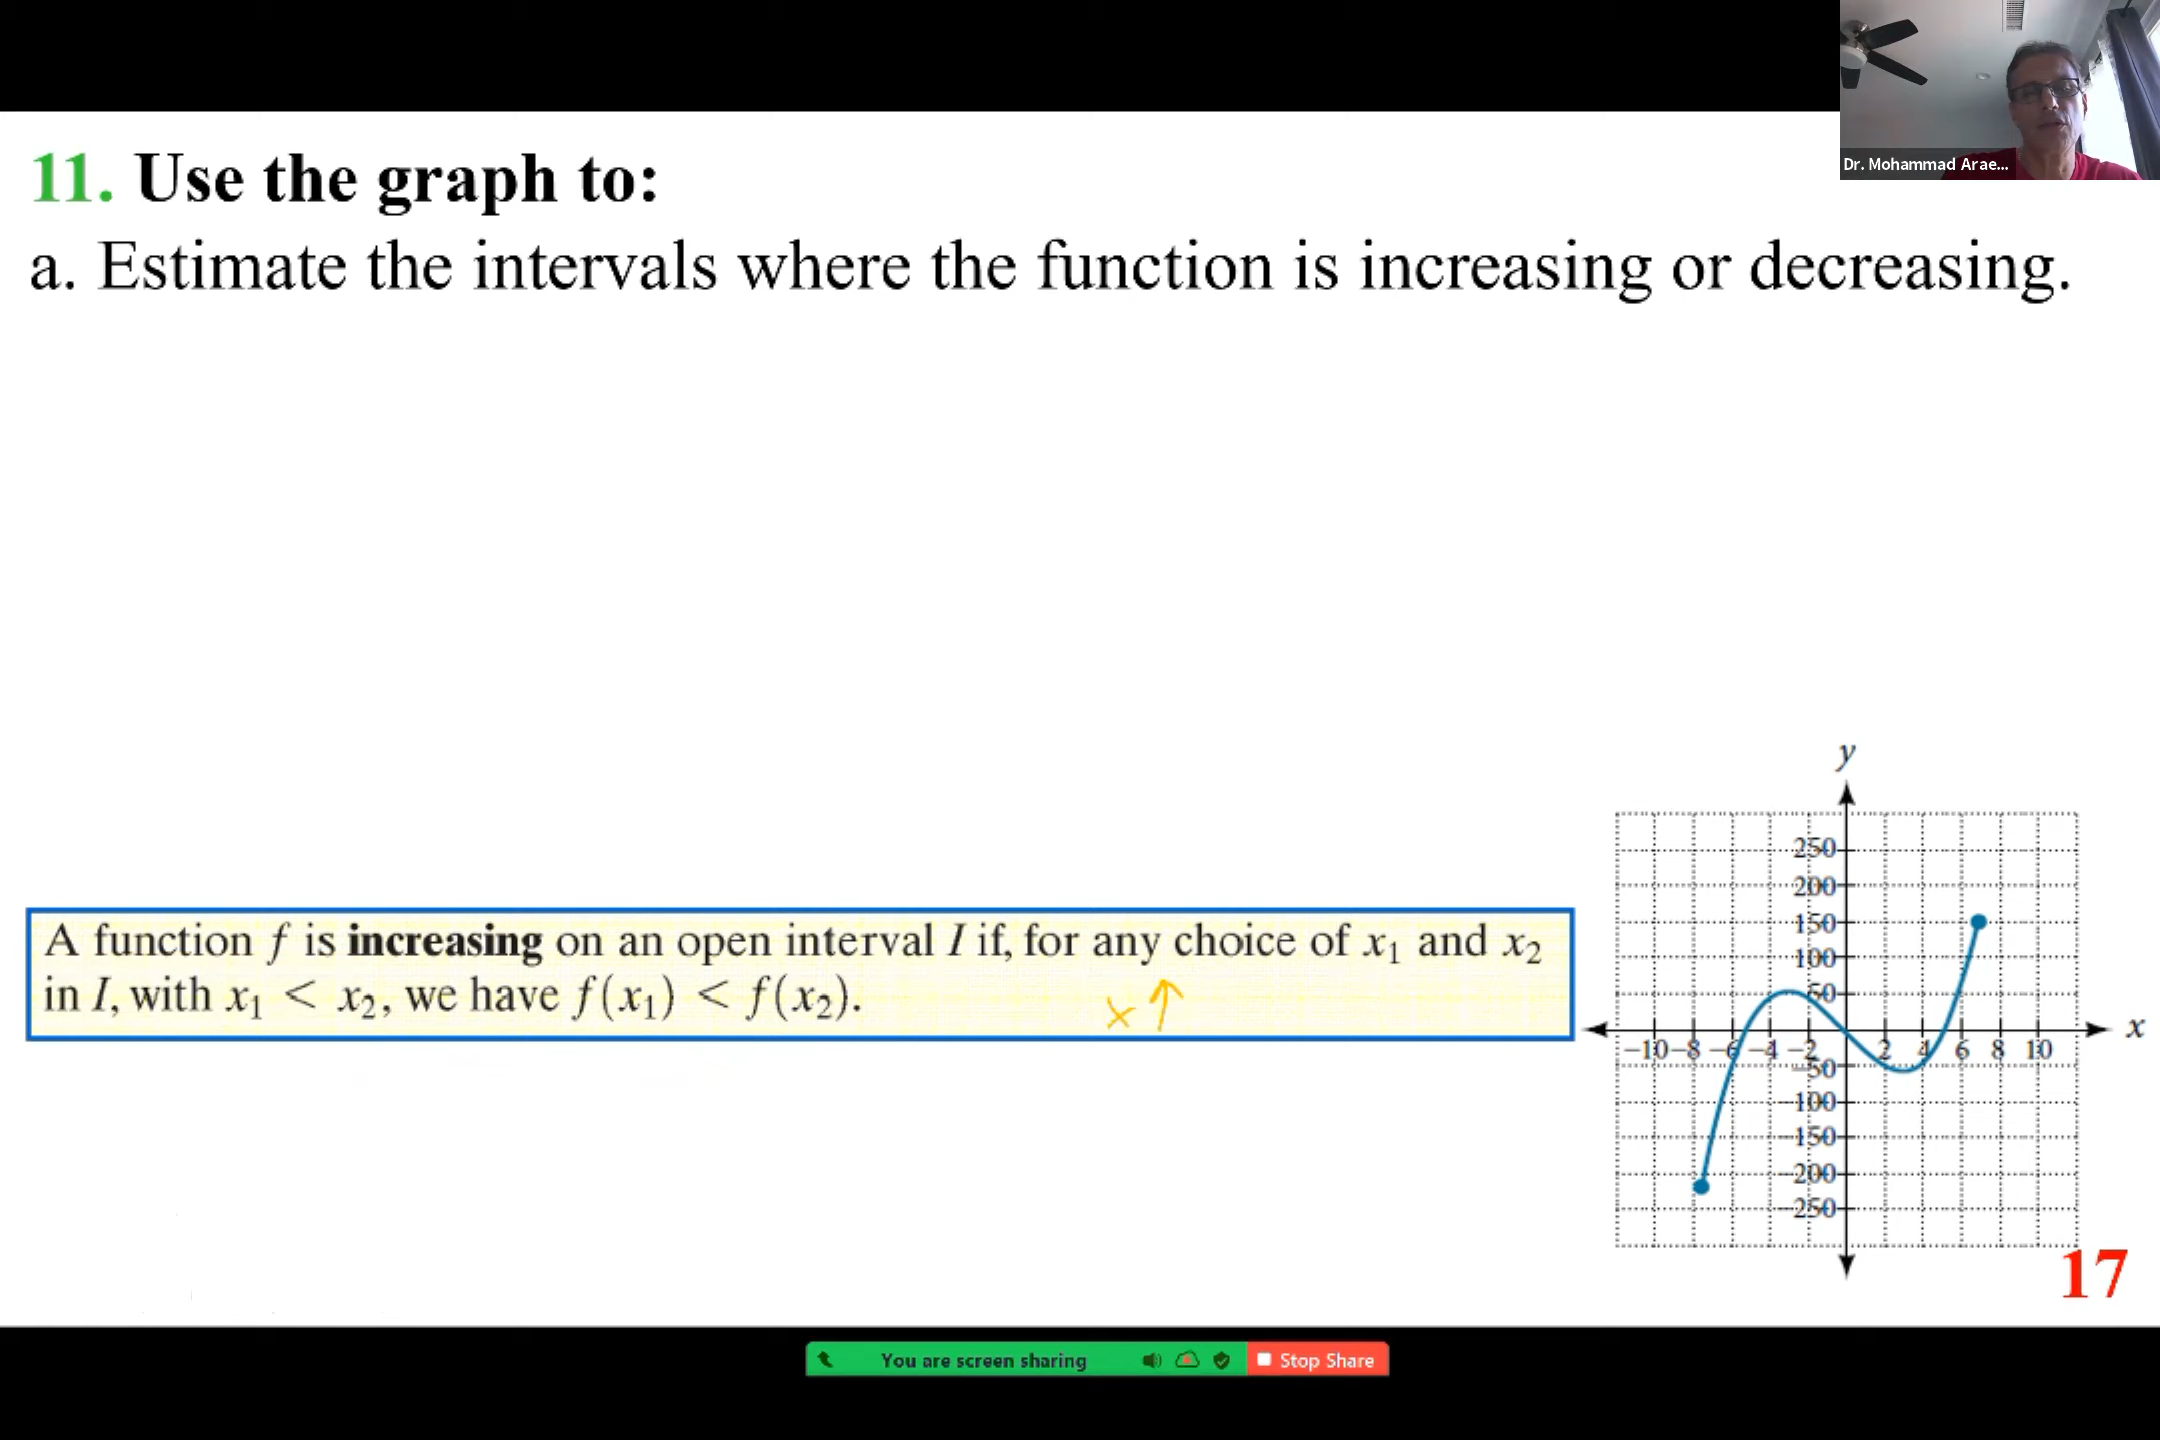 Dr. Mohammad Arae...
11. Use the graph to:
a. Estimate the intervals where the function is increasing or decreasing.
y
250
200
150
100
50
x
−10 −8 −6 −4 −2 2 4 6 8 10
−50
−100
−150
−200
−250
A function f is increasing on an open interval I if, for any choice of x₁ and x₂
in I, with x₁ < x₂, we have f(x₁) < f(x₂).
x ↑
17
You are screen sharing
Stop Share